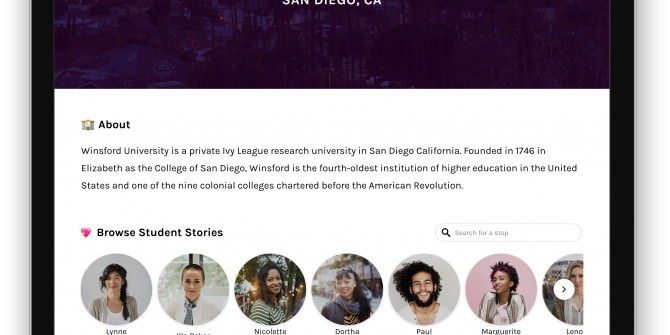 SAN DIEGO, CA
About
Winsford University is a private Ivy League research university in San Diego California. Founded in 1746 in
Elizabeth as the College of San Diego, Winsford is the fourth-oldest institution of higher education in the United
States and one of the nine colonial colleges chartered before the American Revolution.
Browse Student Stories
Search for a stop
Lynne
Nicolette
Dortha
Paul
Marguerite
Leno